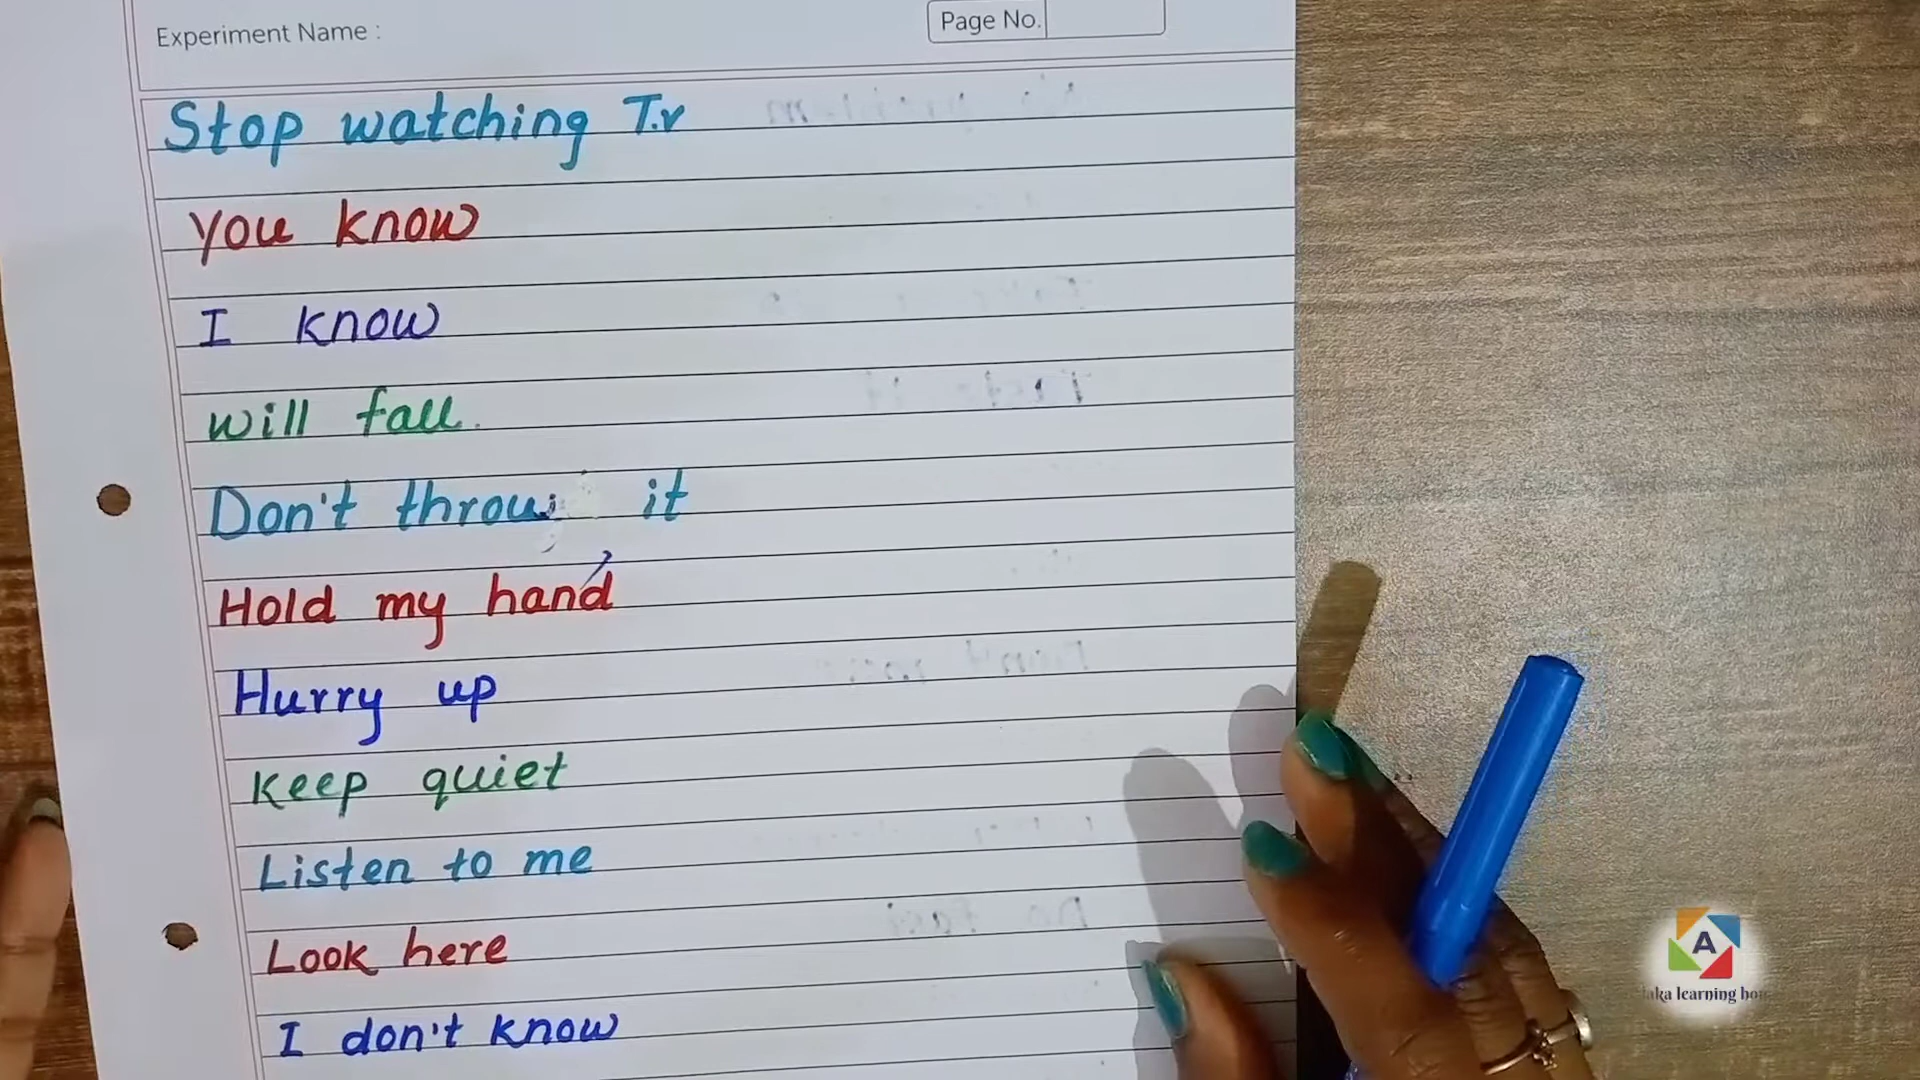 Experiment Name :
Page No.
Stop watching T.v
You know
I know
will fall.
Don't throw it
Hold my hand
Hurry up
Keep quiet
Listen to me
Look here
I don't know
A
learning